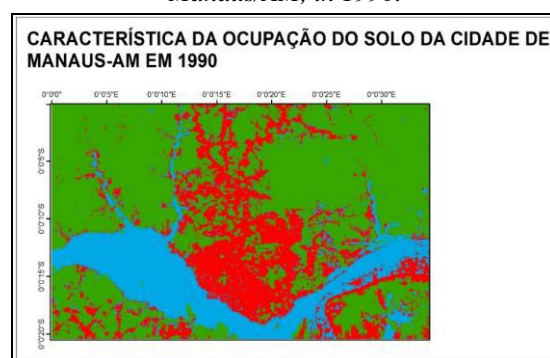 Manaus/AM, in 1990.
CARACTERÍSTICA DA OCUPAÇÃO DO SOLO DA CIDADE DE
MANAUS-AM EM 1990
0°0'0" 0°0'5"E 0°0'10"E 0°0'15"E 0°0'20"E 0°0'25"E 0°0'30"E
0°0'5"S
0°0'10"S
0°0'15"S
0°0'20"S